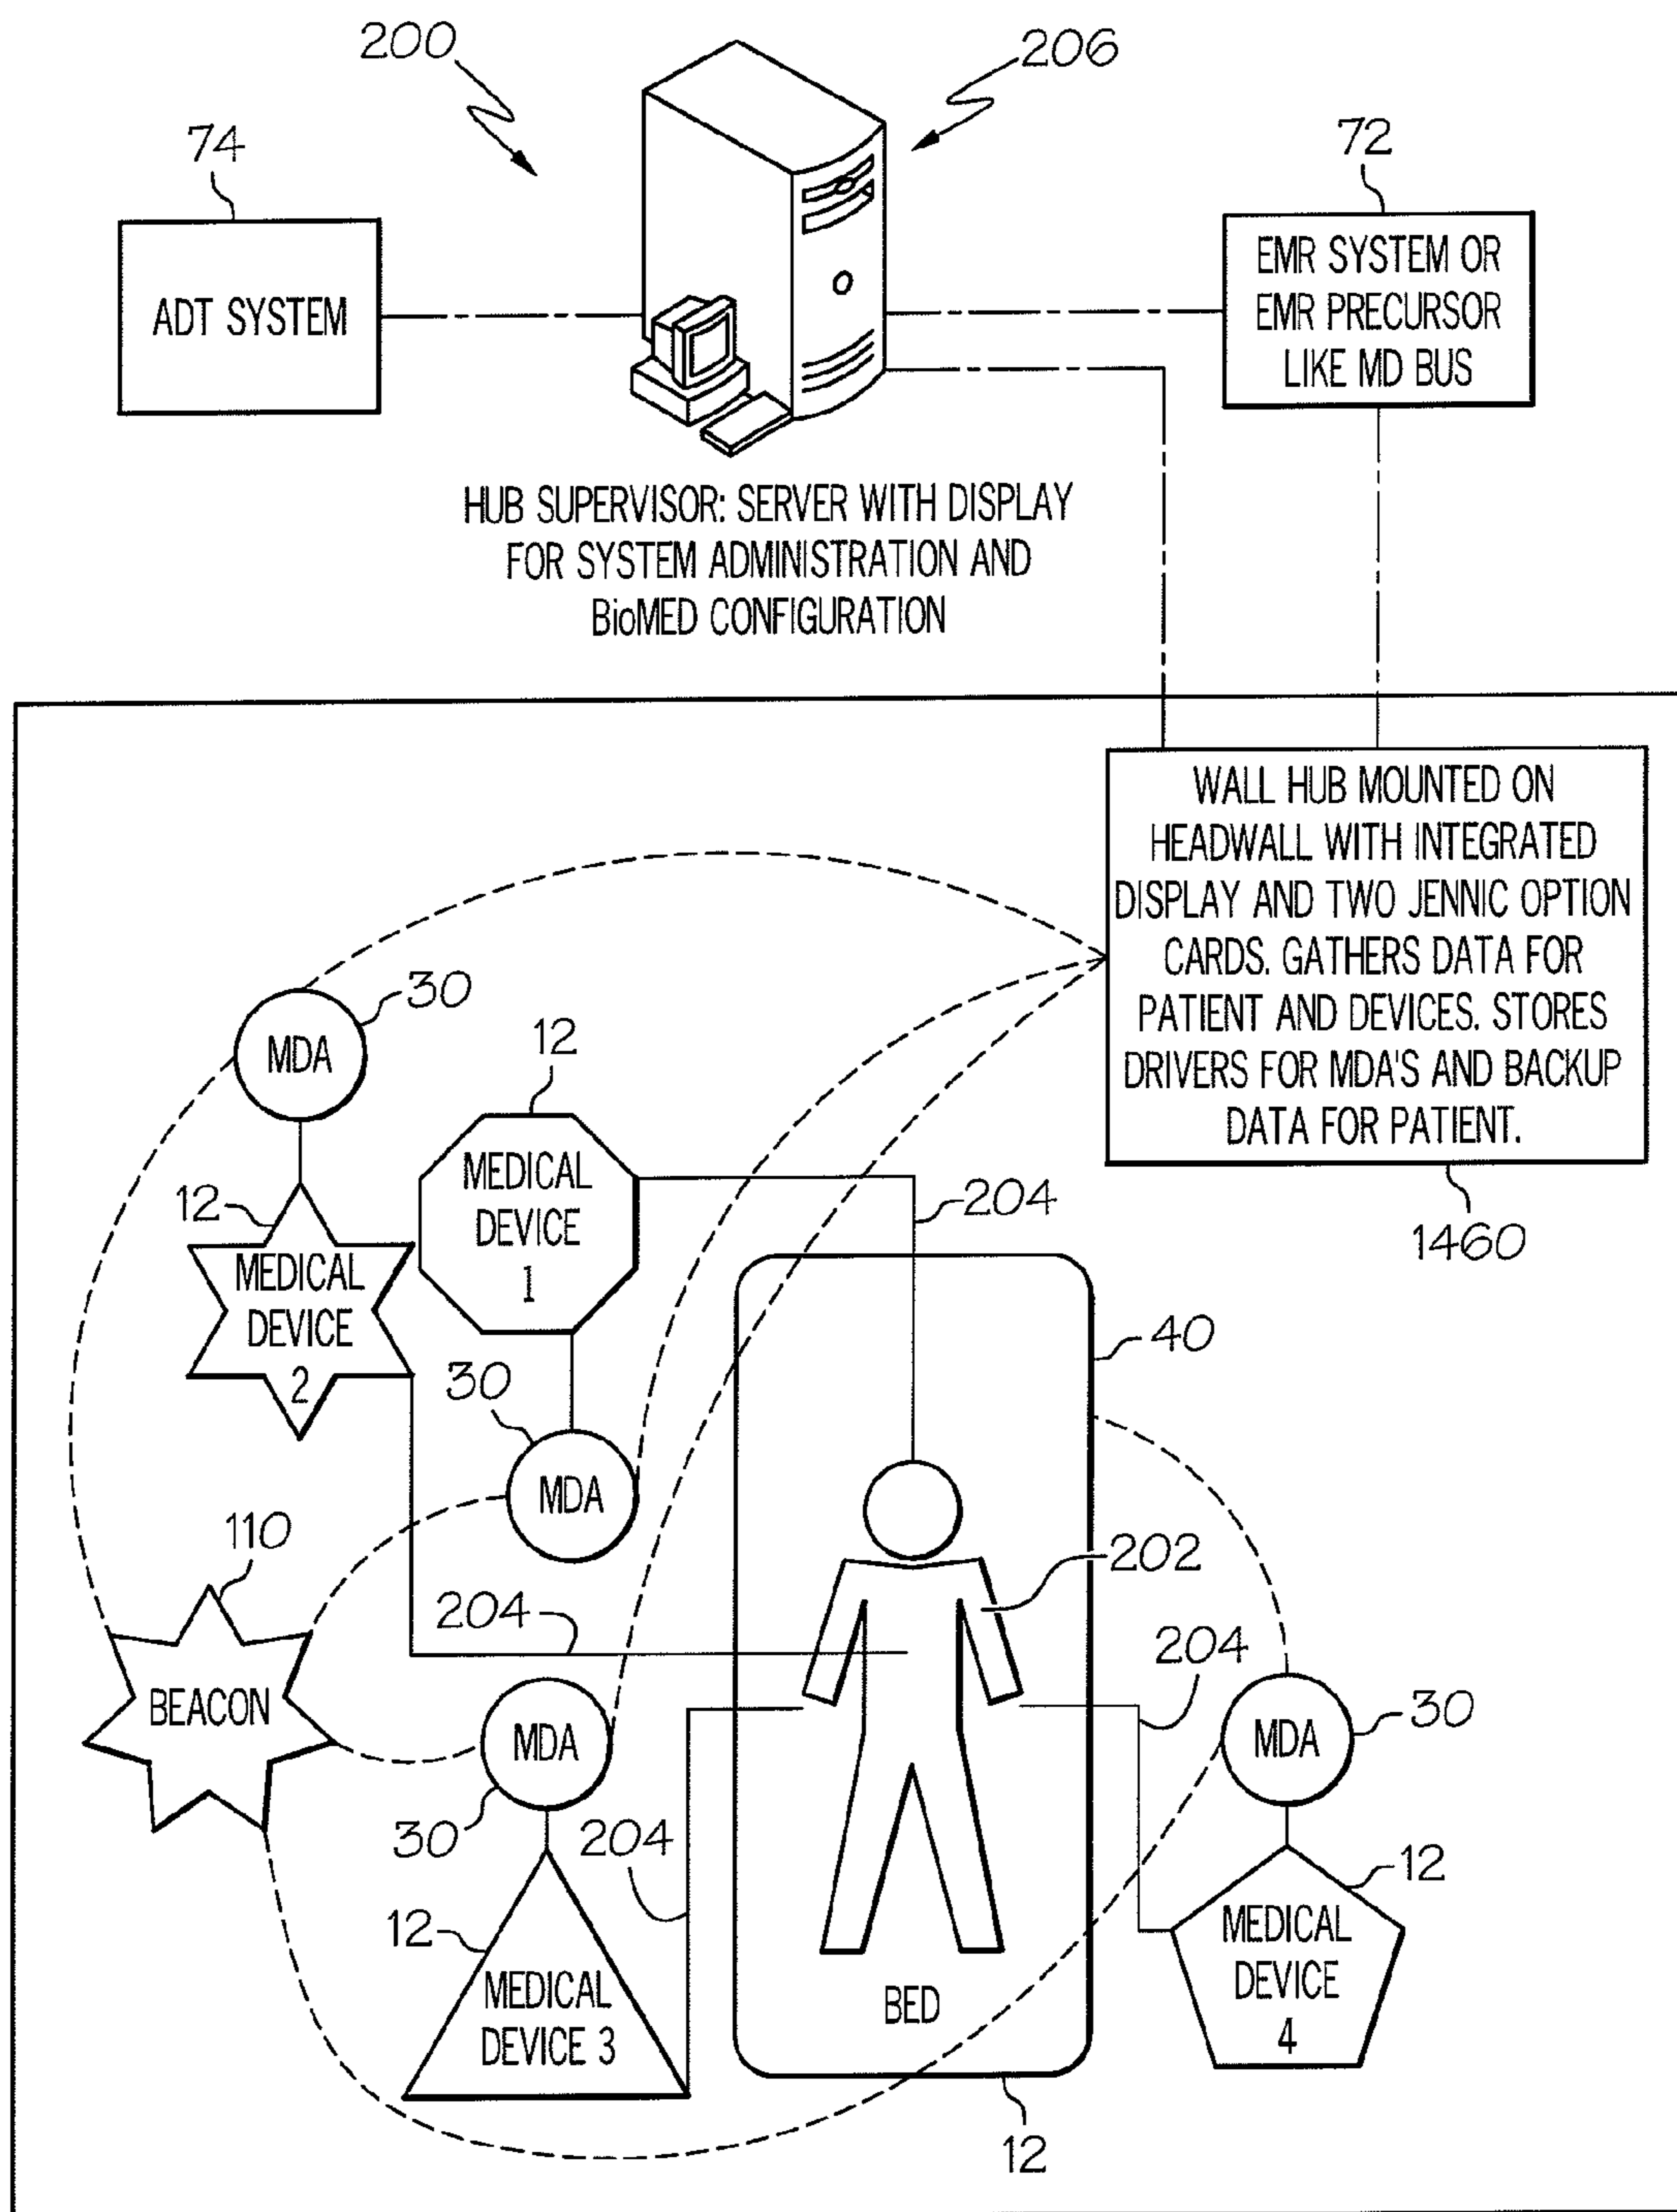 200
206
74
72
ADT SYSTEM
EMR SYSTEM OR
EMR PRECURSOR
LIKE MD BUS
HUB SUPERVISOR: SERVER WITH DISPLAY
FOR SYSTEM ADMINISTRATION AND
BioMED CONFIGURATION
WALL HUB MOUNTED ON
HEADWALL WITH INTEGRATED
DISPLAY AND TWO JENNIC OPTION
CARDS. GATHERS DATA FOR
PATIENT AND DEVICES. STORES
DRIVERS FOR MDA'S AND BACKUP
DATA FOR PATIENT.
1460
30
MDA
12
MEDICAL
DEVICE
1
204
12
MEDICAL
DEVICE
2
40
30
MDA
110
BEACON
204
202
204
MDA
30
MDA
30
204
12
MEDICAL
DEVICE 3
BED
12
12
MEDICAL
DEVICE
4